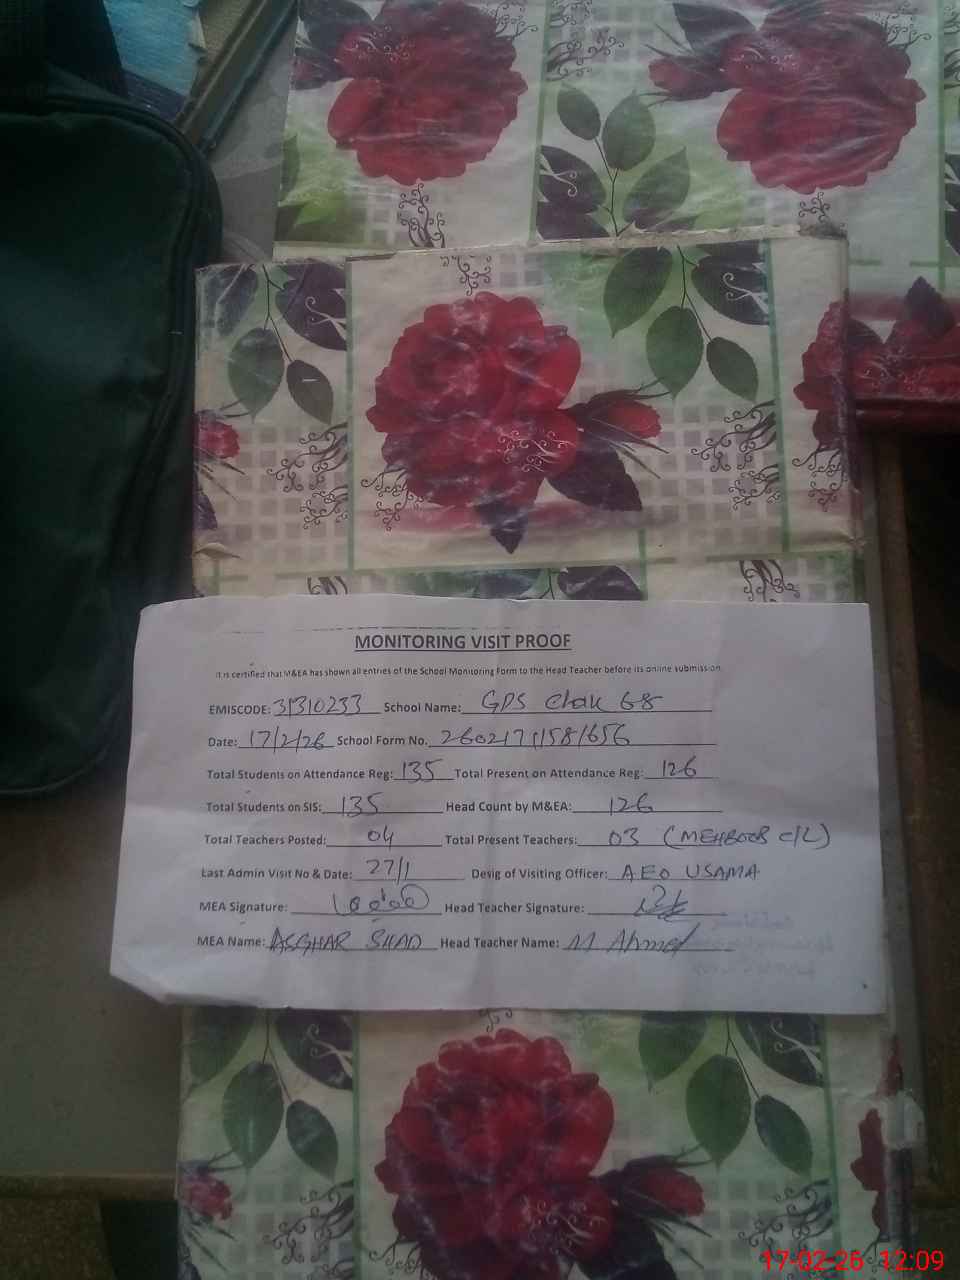 MONITORING VISIT PROOF
It is certified that M&EA has shown all entries of the School Monitoring Form to the Head Teacher before its online submission.
EMISCODE: 31310233 School Name: GPS Chak 68
Date: 17/2/26 School Form No. 260217
Total Students on Attendance Reg: 135 Total Present on Attendance Reg: 126
Total Students on SIS: 135 Head Count by M&EA: 126
Total Teachers Posted: 04 Total Present Teachers: 03 (MEHBOOB C/L)
Last Admin Visit No & Date: 27/1 Desig of Visiting Officer: AEO USAMA
MEA Signature: Head Teacher Signature:
MEA Name: ASGHAR Head Teacher Name: M Ahmed
17-02-26 12:09